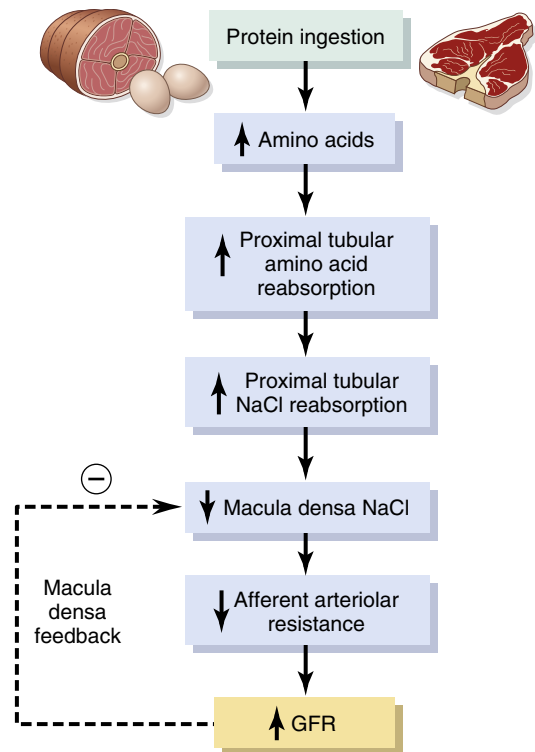 Protein ingestion
↑ Amino acids
↑ Proximal tubular
amino acid
reabsorption
↑ Proximal tubular
NaCl reabsorption
−
↓ Macula densa NaCl
Macula
densa
feedback
↓ Afferent arteriolar
resistance
↑ GFR